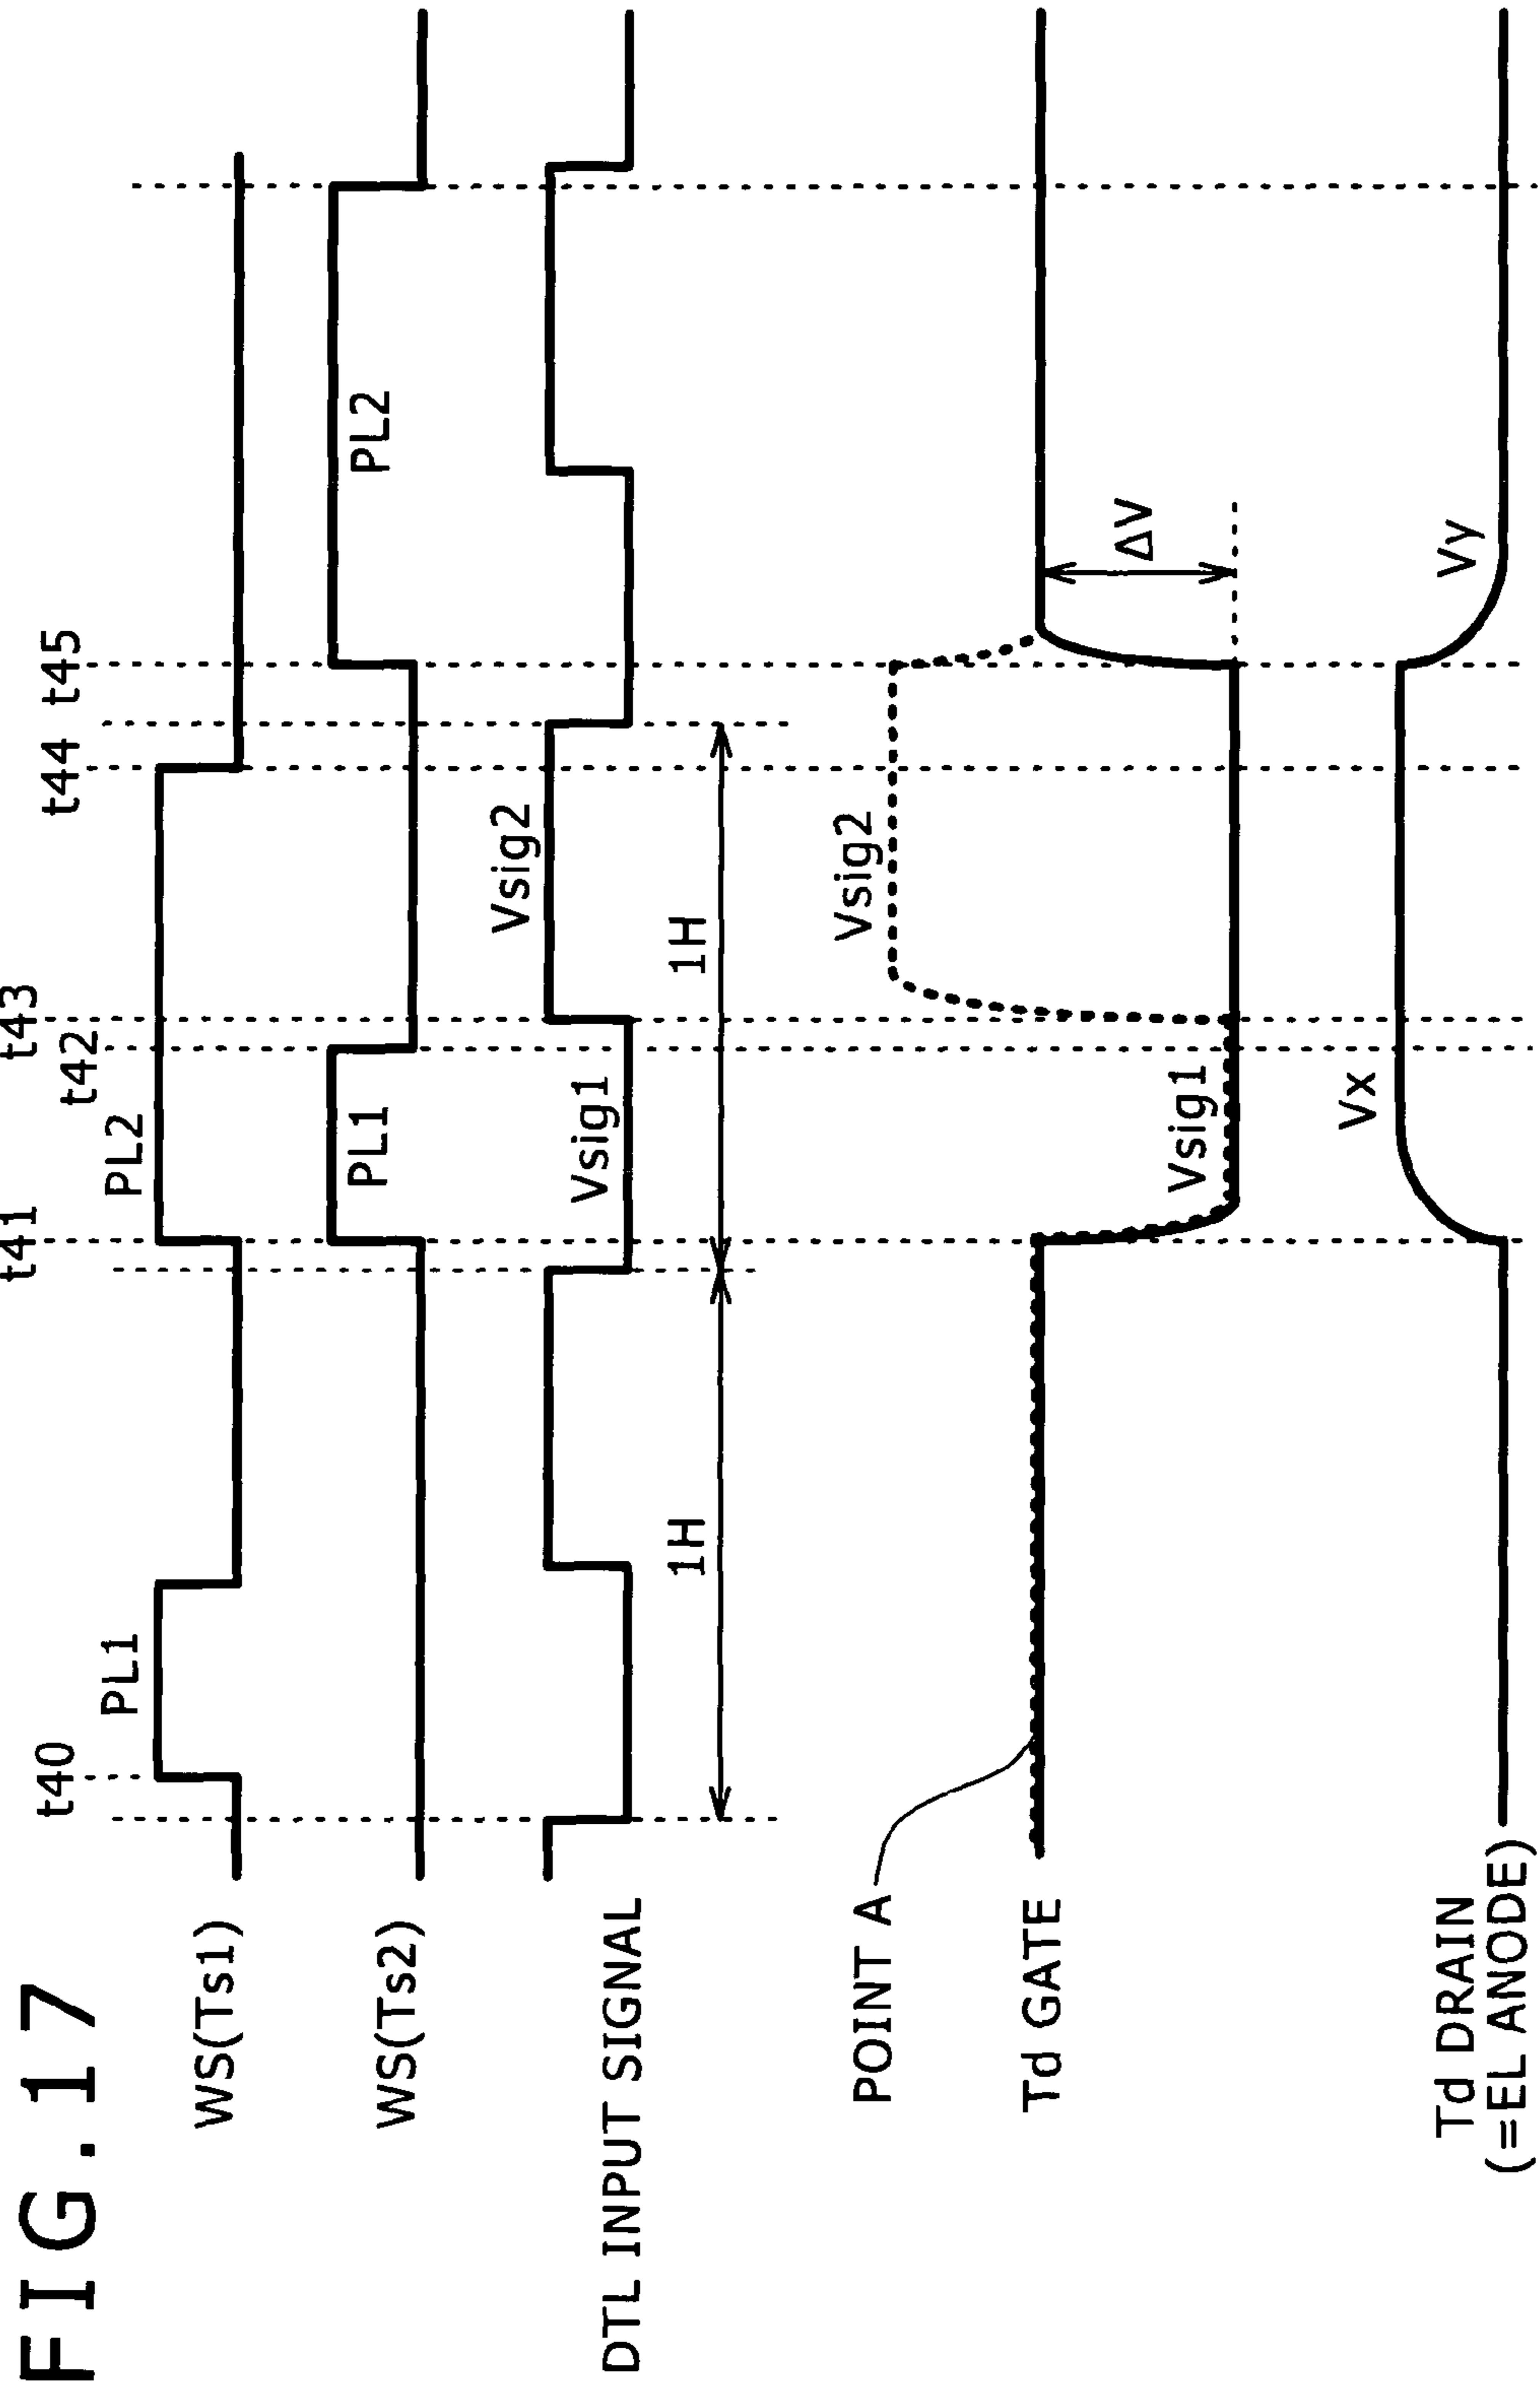 FIG.17
t40
t41
t42
t43
t44
t45
WS(Ts1)
PL1
PL2
WS(Ts2)
PL1
PL2
DTL INPUT SIGNAL
Vsig1
Vsig2
1H
1H
POINT A
Vsig2
Td GATE
Vsig1
ΔV
Td DRAIN
(=EL ANODE)
Vx
Vy